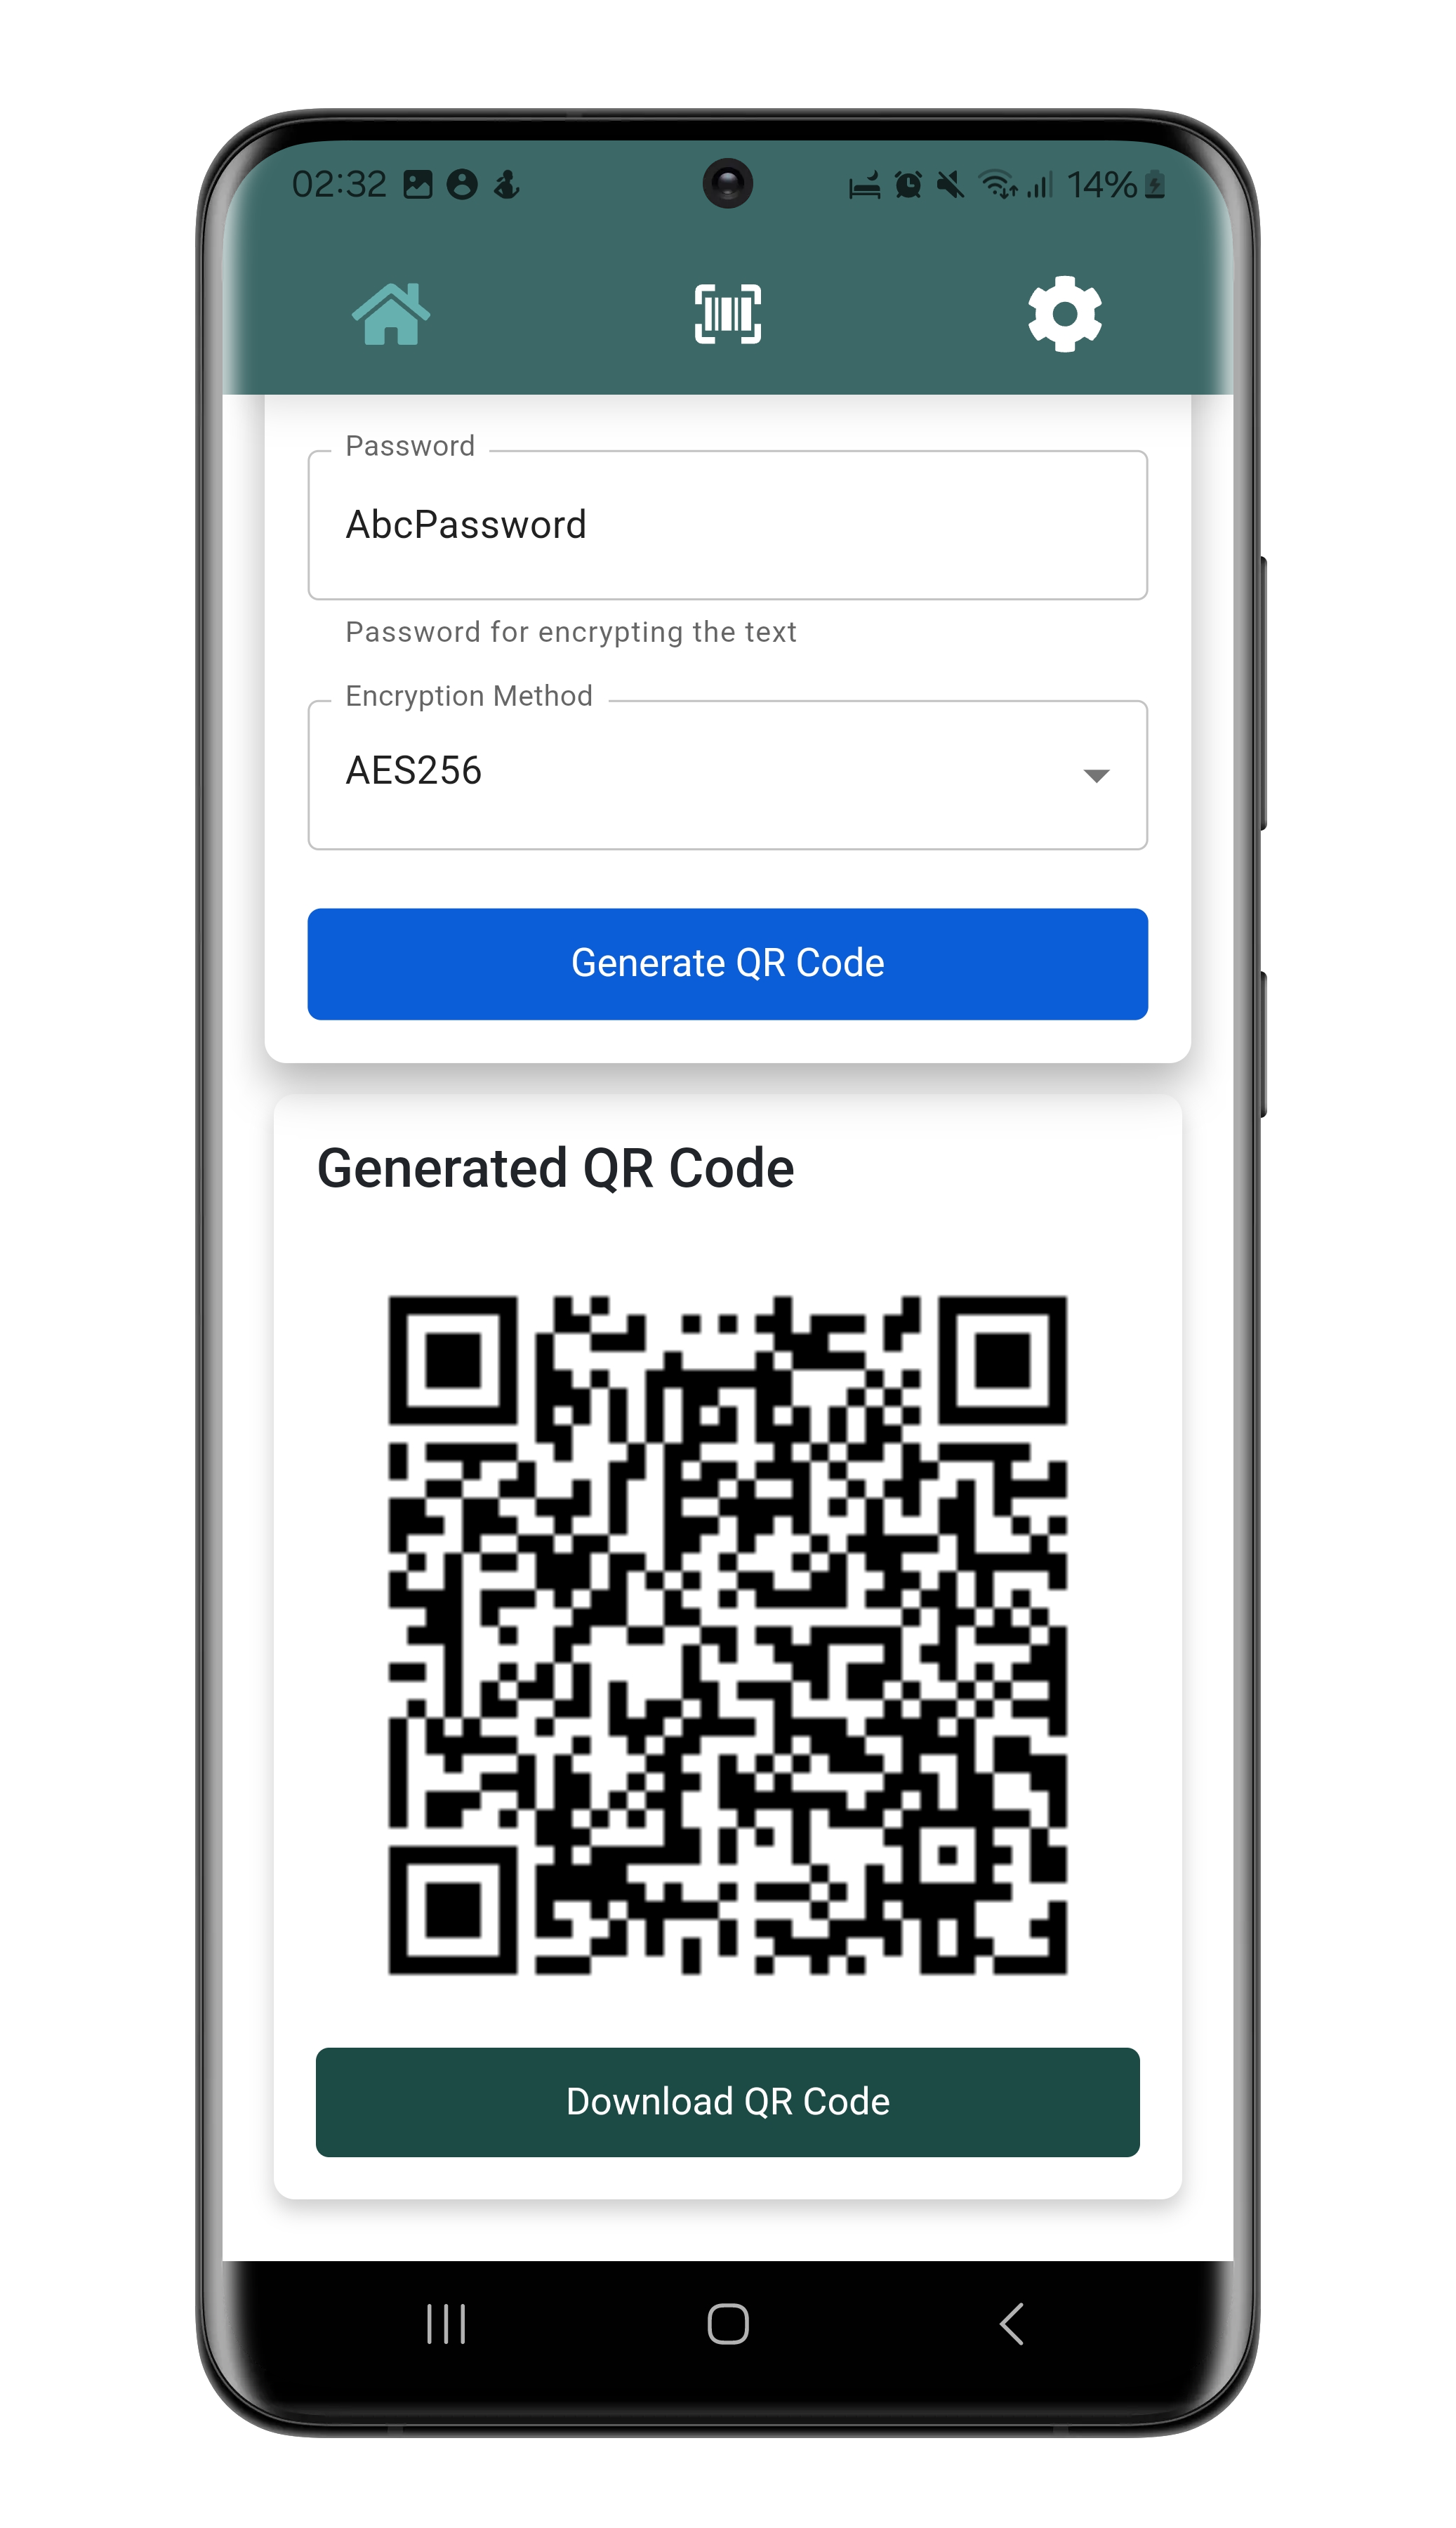 02:32 14%
Password
AbcPassword
Password for encrypting the text
Encryption Method
AES256
Generate QR Code
Generated QR Code
Download QR Code